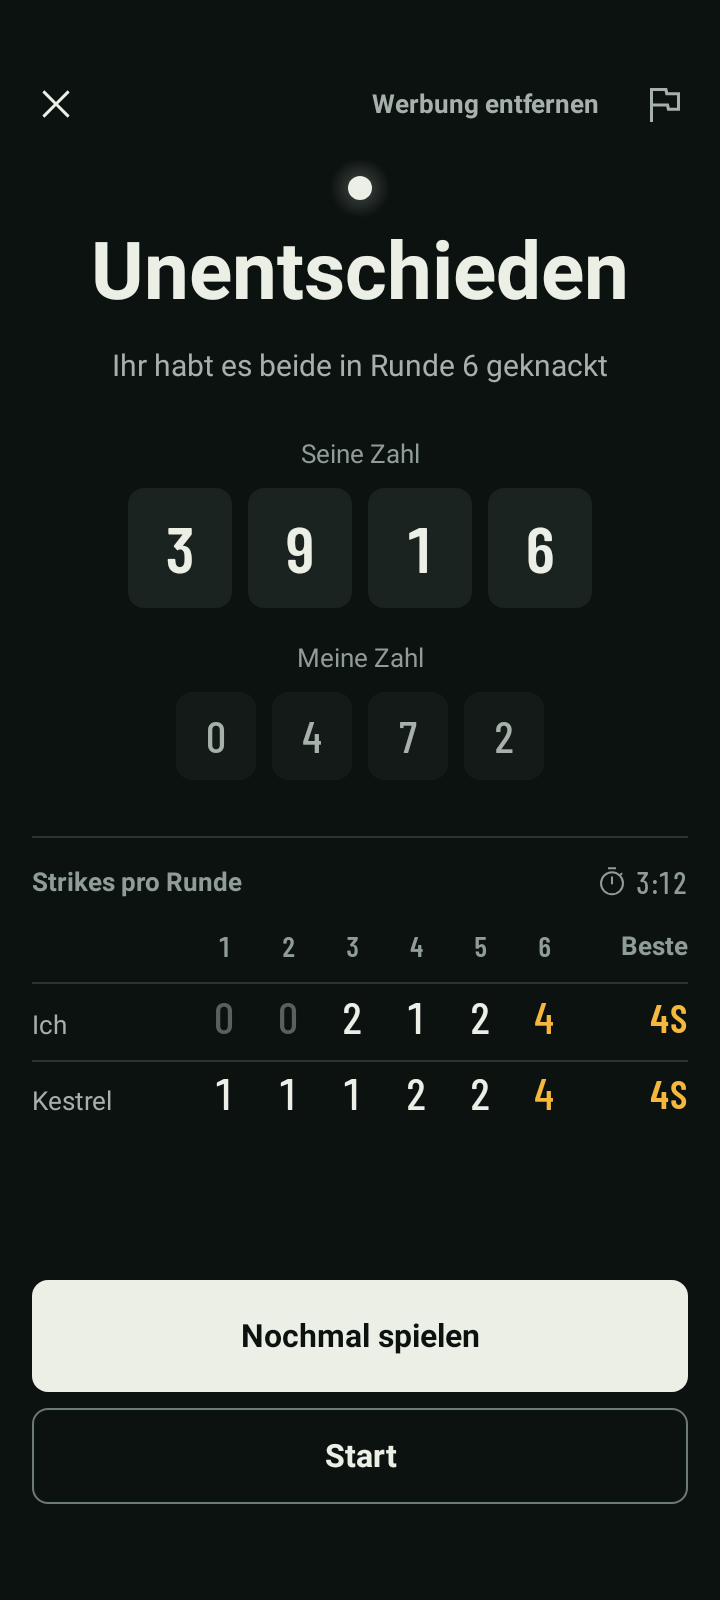 Werbung entfernen
Unentschieden
Ihr habt es beide in Runde 6 geknackt
Seine Zahl
3 9 1 6
Meine Zahl
0 4 7 2
Strikes pro Runde 3:12
1 2 3 4 5 6 Beste
Ich 0 0 2 1 2 4 4S
Kestrel 1 1 1 2 2 4 4S
Nochmal spielen
Start